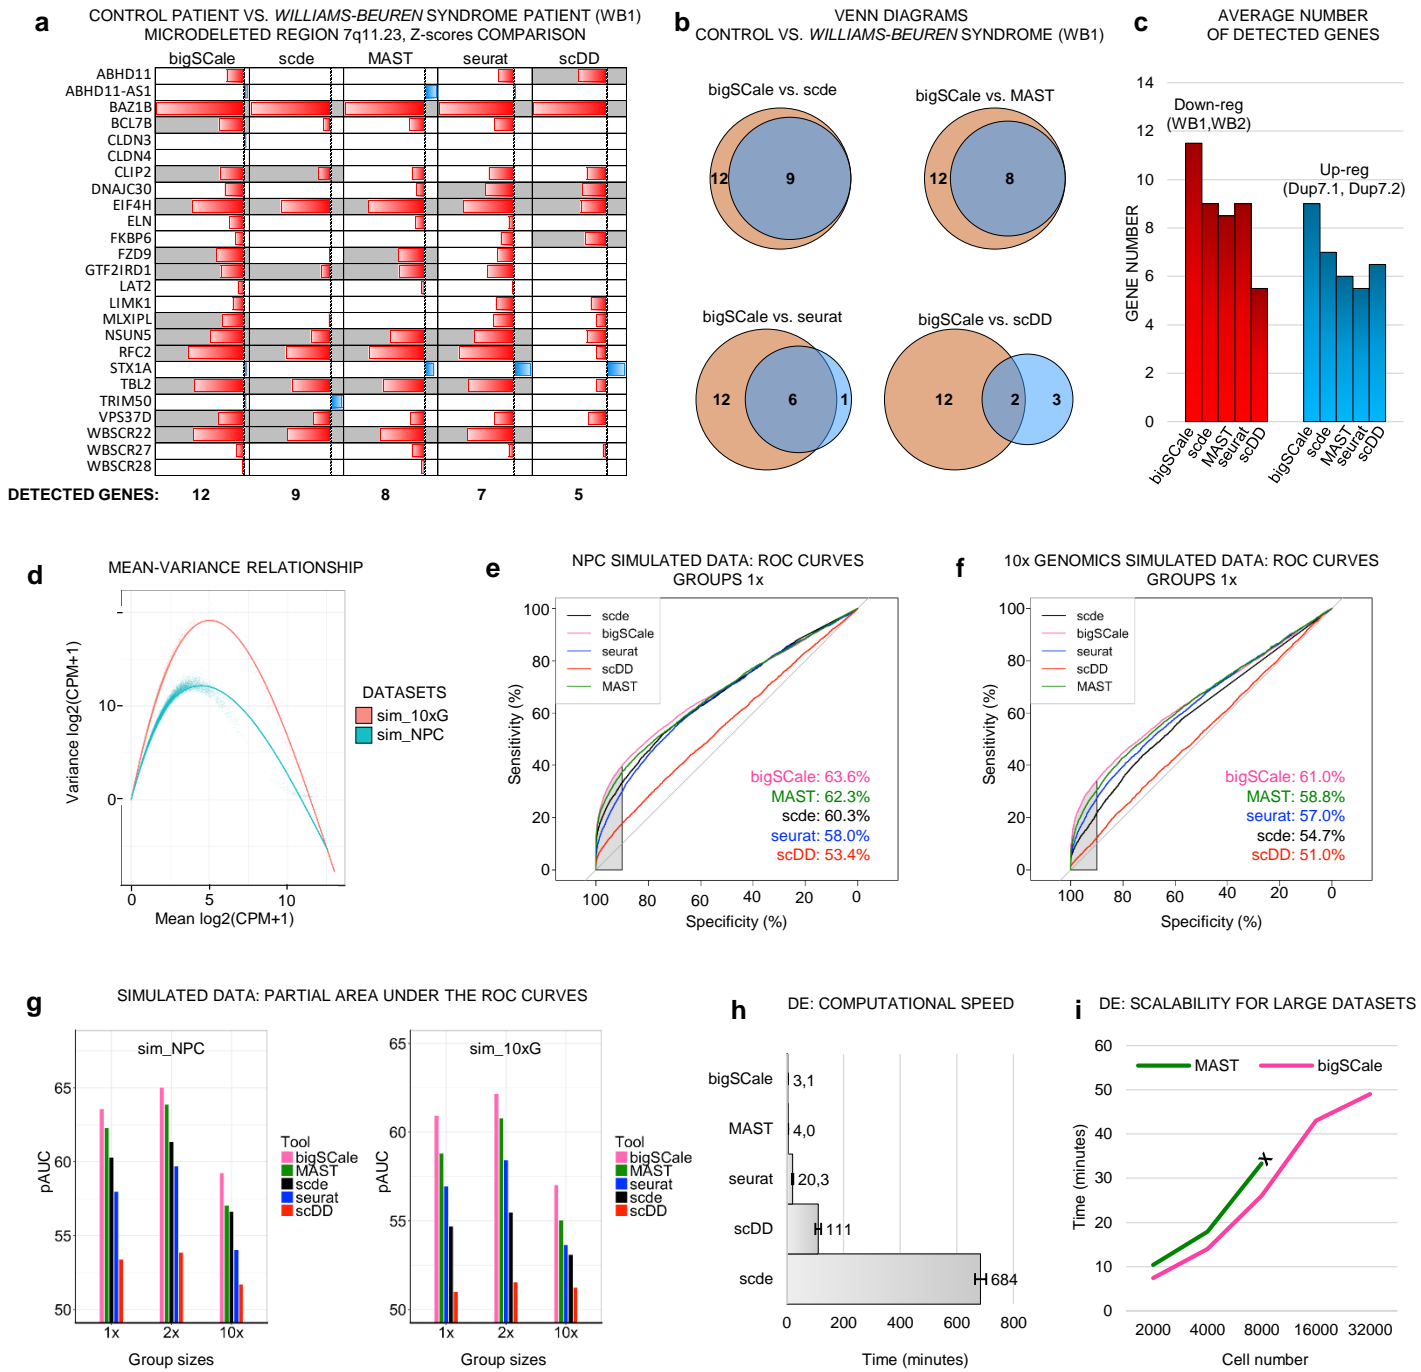 a
CONTROL PATIENT VS. WILLIAMS-BEUREN SYNDROME PATIENT (WB1)
MICRODELETED REGION 7q11.23, Z-scores COMPARISON
bigSCale scde MAST seurat scDD
ABHD11
ABHD11-AS1
BAZ1B
BCL7B
CLDN3
CLDN4
CLIP2
DNAJC30
EIF4H
ELN
FKBP6
FZD9
GTF2IRD1
LAT2
LIMK1
MLXIPL
NSUN5
RFC2
STX1A
TBL2
TRIM50
VPS37D
WBSCR22
WBSCR27
WBSCR28
DETECTED GENES: 12 9 8 7 5
b
VENN DIAGRAMS
CONTROL VS. WILLIAMS-BEUREN SYNDROME (WB1)
bigSCale vs. scde
12 9
bigSCale vs. MAST
12 8
bigSCale vs. seurat
12 6 1
bigSCale vs. scDD
12 2 3
c
AVERAGE NUMBER
OF DETECTED GENES
GENE NUMBER
14
12
10
8
6
4
2
0
Down-reg
(WB1,WB2)
Up-reg
(Dup7.1, Dup7.2)
bigSCale
scde
MAST
seurat
scDD
bigSCale
scde
MAST
seurat
scDD
d
MEAN-VARIANCE RELATIONSHIP
Variance log2(CPM+1)
10
0
0 5 10
Mean log2(CPM+1)
DATASETS
sim_10xG
sim_NPC
e
NPC SIMULATED DATA: ROC CURVES
GROUPS 1x
Sensitivity (%)
100
80
60
40
20
0
scde
bigSCale
seurat
scDD
MAST
bigSCale: 63.6%
MAST: 62.3%
scde: 60.3%
seurat: 58.0%
scDD: 53.4%
100 80 60 40 20 0
Specificity (%)
f
10x GENOMICS SIMULATED DATA: ROC CURVES
GROUPS 1x
Sensitivity (%)
100
80
60
40
20
0
scde
bigSCale
seurat
scDD
MAST
bigSCale: 61.0%
MAST: 58.8%
seurat: 57.0%
scde: 54.7%
scDD: 51.0%
100 80 60 40 20 0
Specificity (%)
g
SIMULATED DATA: PARTIAL AREA UNDER THE ROC CURVES
sim_NPC
pAUC
65
60
55
50
1x 2x 10x
Group sizes
Tool
bigSCale
MAST
scde
seurat
scDD
sim_10xG
pAUC
65
60
55
50
1x 2x 10x
Group sizes
Tool
bigSCale
MAST
seurat
scde
scDD
h
DE: COMPUTATIONAL SPEED
bigSCale 3,1
MAST 4,0
seurat 20,3
scDD 111
scde 684
0 200 400 600 800
Time (minutes)
i
DE: SCALABILITY FOR LARGE DATASETS
Time (minutes)
60
50
40
30
20
10
0
MAST bigSCale
X
2000 4000 8000 16000 32000
Cell number